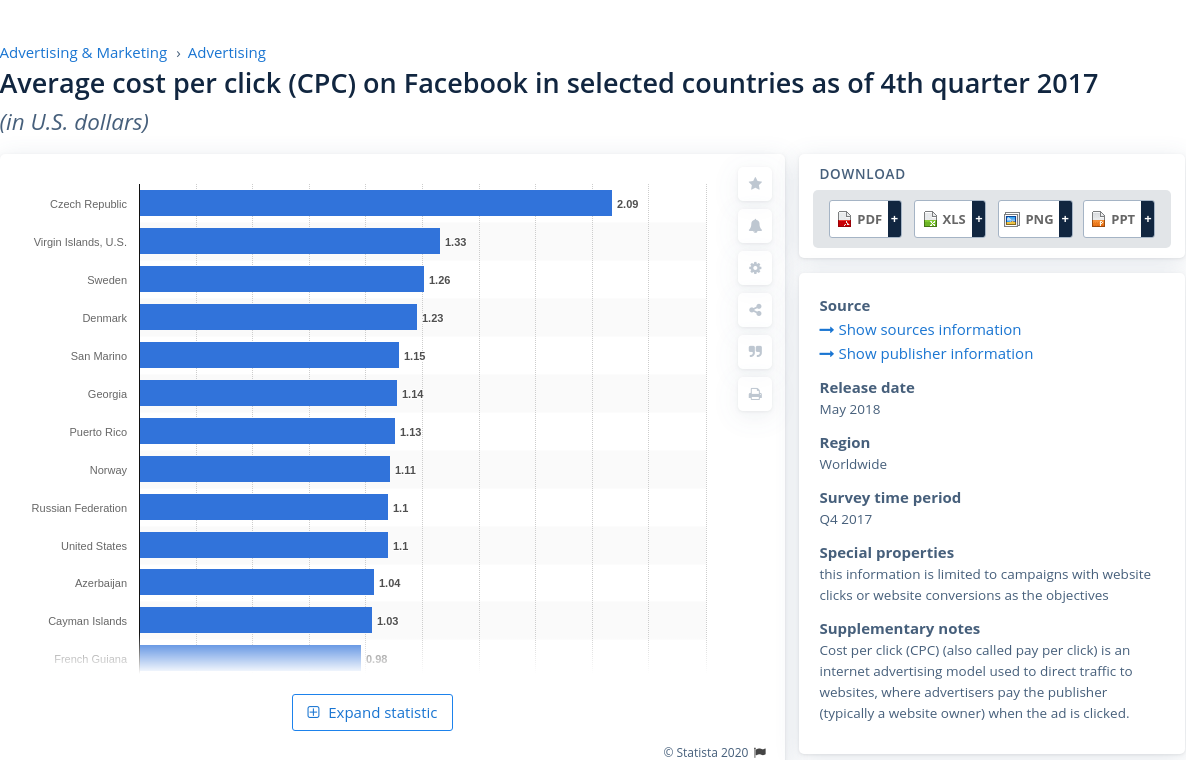 Advertising & Marketing › Advertising
Average cost per click (CPC) on Facebook in selected countries as of 4th quarter 2017
(in U.S. dollars)
Czech Republic 2.09
Virgin Islands, U.S. 1.33
Sweden 1.26
Denmark 1.23
San Marino 1.15
Georgia 1.14
Puerto Rico 1.13
Norway 1.11
Russian Federation 1.1
United States 1.1
Azerbaijan 1.04
Cayman Islands 1.03
French Guiana 0.98
Expand statistic
© Statista 2020
DOWNLOAD
PDF + XLS + PNG + PPT +
Source
Show sources information
Show publisher information
Release date
May 2018
Region
Worldwide
Survey time period
Q4 2017
Special properties
this information is limited to campaigns with website
clicks or website conversions as the objectives
Supplementary notes
Cost per click (CPC) (also called pay per click) is an
internet advertising model used to direct traffic to
websites, where advertisers pay the publisher
(typically a website owner) when the ad is clicked.